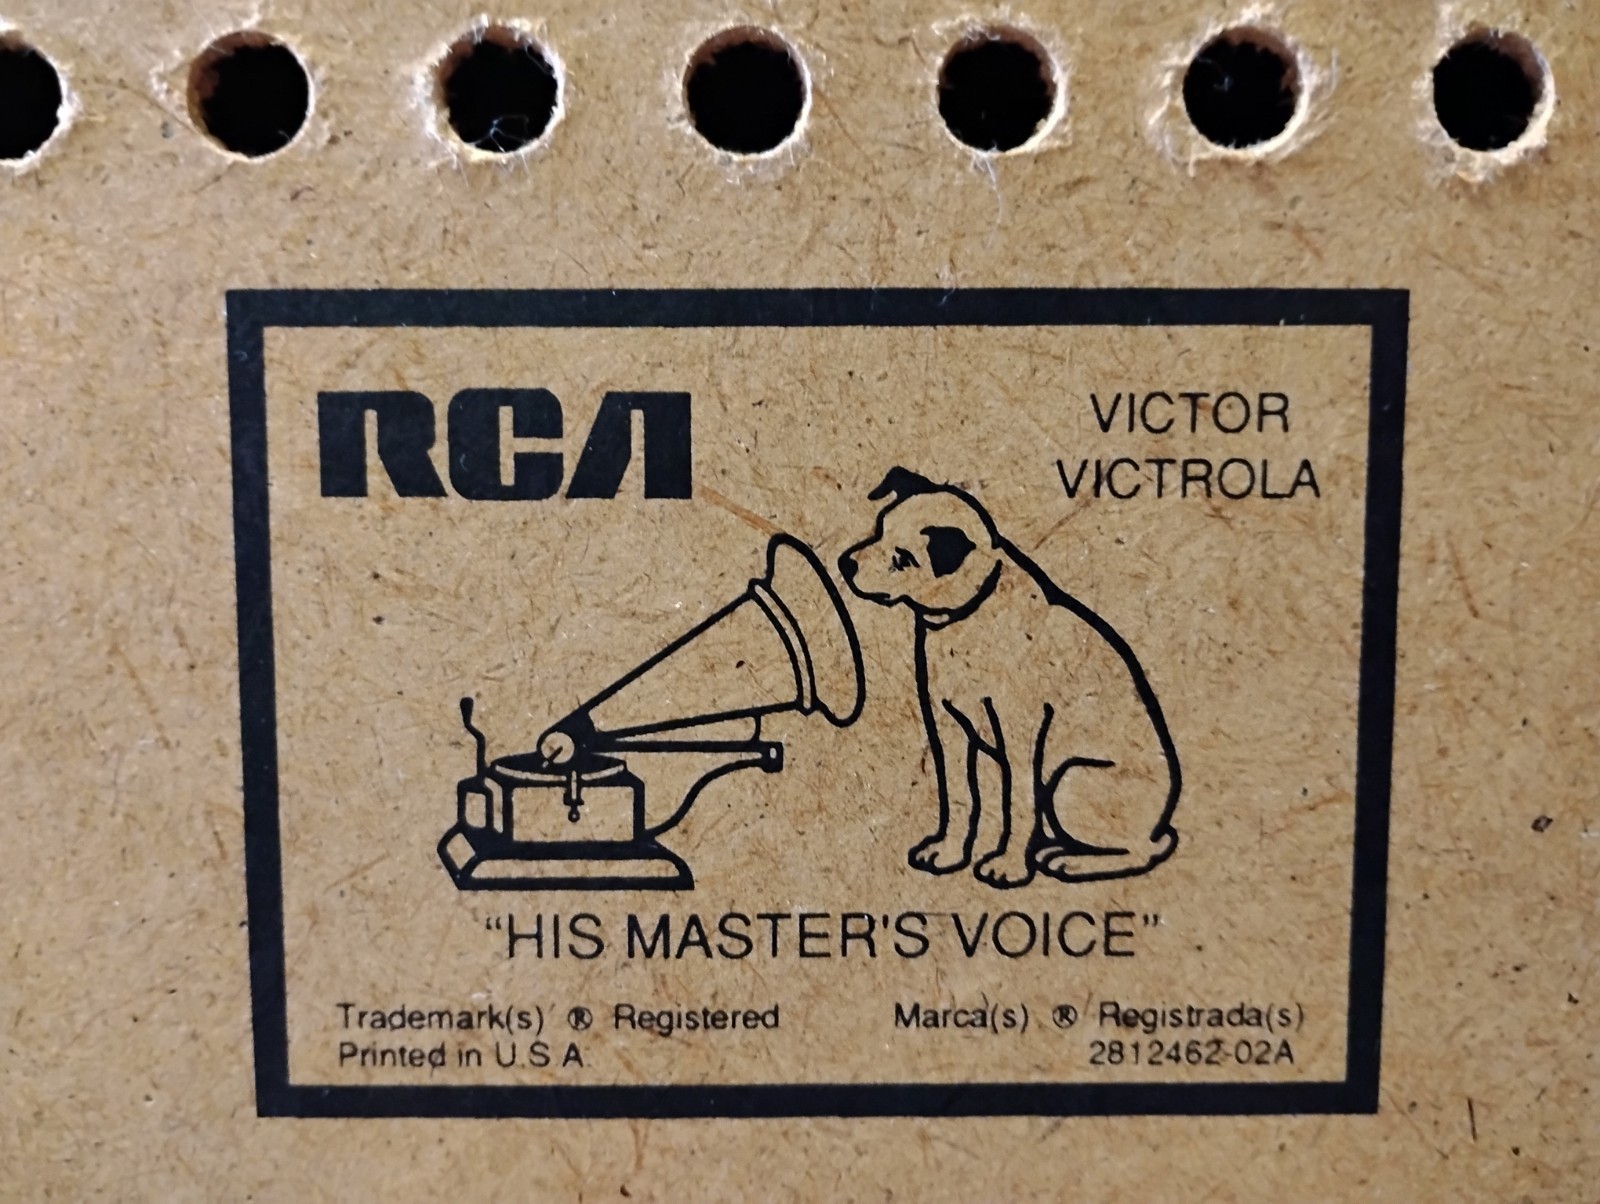 RCA
VICTOR
VICTROLA
“HIS MASTER'S VOICE”
Trademark(s) ® Registered
Printed in U.S.A.
Marca(s) ® Registrada(s)
2812462-02A